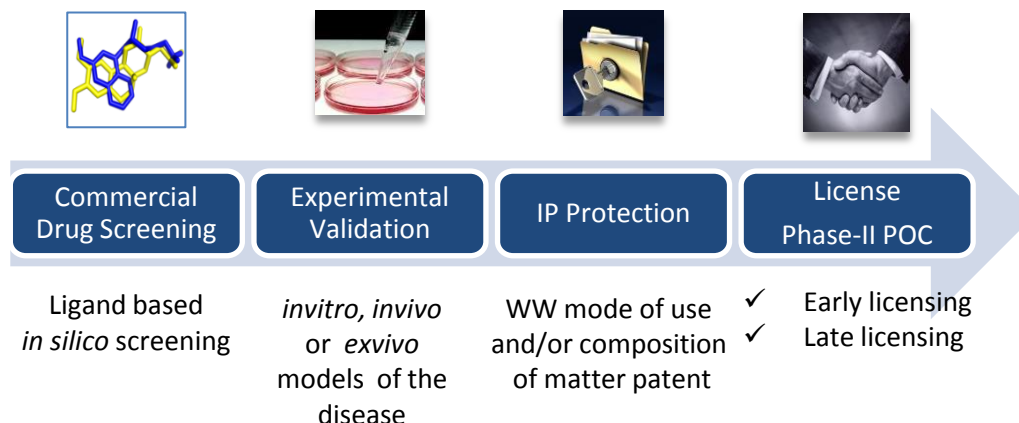 Commercial
Drug Screening
Experimental
Validation
IP Protection
License
Phase-II POC
Ligand based
in silico screening
invitro, invivo
or exvivo
models of the
disease
WW mode of use
and/or composition
of matter patent
✓ Early licensing
✓ Late licensing